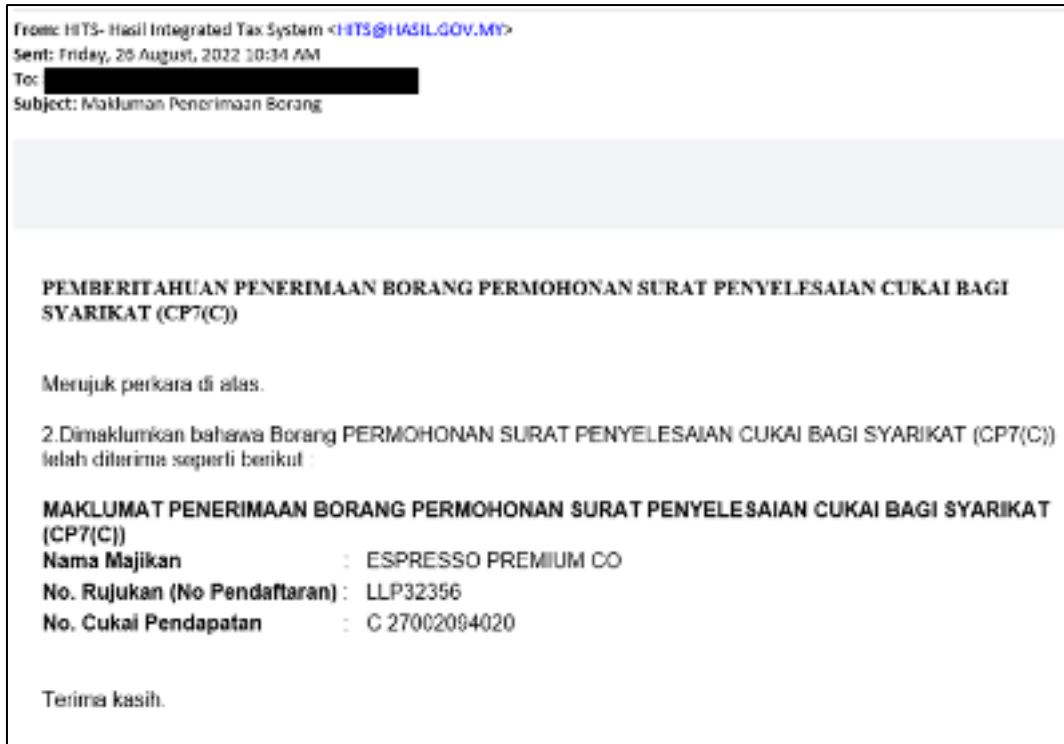 From: HITS- Hasil Integrated Tax System <HITS@HASIL.GOV.MY>
Sent: Friday, 26 August, 2022 10:34 AM
To:
Subject: Makluman Penerimaan Borang
PEMBERITAHUAN PENERIMAAN BORANG PERMOHONAN SURAT PENYELESAIAN CUKAI BAGI
SYARIKAT (CP7(C))
Merujuk perkara di atas.
2.Dimaklumkan bahawa Borang PERMOHONAN SURAT PENYELESAIAN CUKAI BAGI SYARIKAT (CP7(C))
telah diterima seperti berikut :
MAKLUMAT PENERIMAAN BORANG PERMOHONAN SURAT PENYELESAIAN CUKAI BAGI SYARIKAT
(CP7(C))
Nama Majikan : ESPRESSO PREMIUM CO
No. Rujukan (No Pendaftaran) : LLP32356
No. Cukai Pendapatan : C 27002094020
Terima kasih.